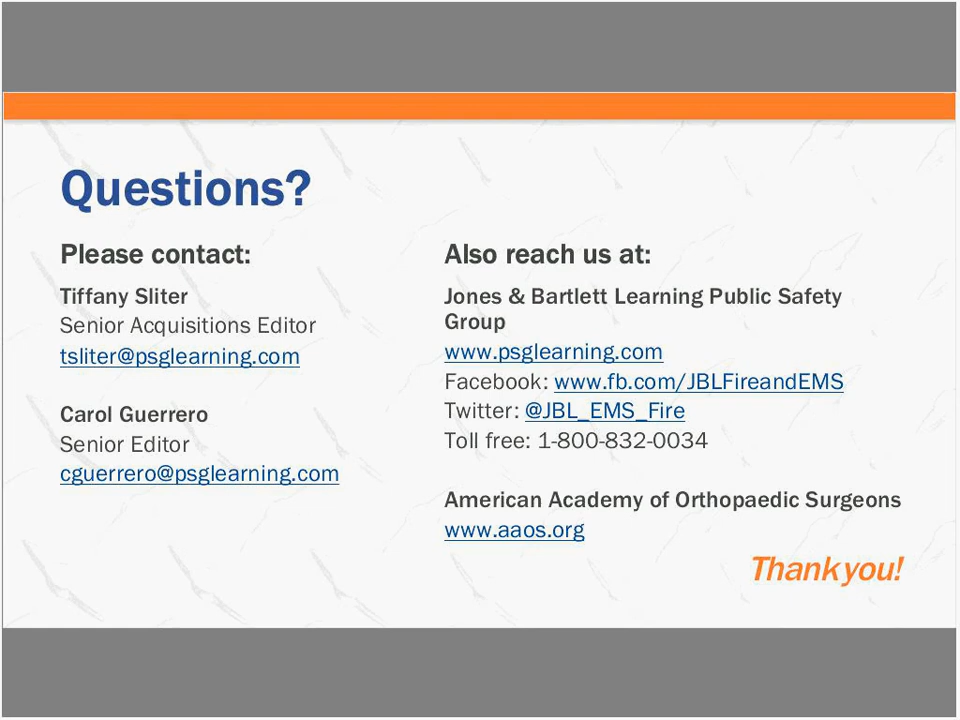 Questions?
Please contact:
Tiffany Sliter
Senior Acquisitions Editor
tsliter@psglearning.com
Carol Guerrero
Senior Editor
cguerrero@psglearning.com
Also reach us at:
Jones & Bartlett Learning Public Safety
Group
www.psglearning.com
Facebook: www.fb.com/JBLFireandEMS
Twitter: @JBL_EMS_Fire
Toll free: 1-800-832-0034
American Academy of Orthopaedic Surgeons
www.aaos.org
Thank you!